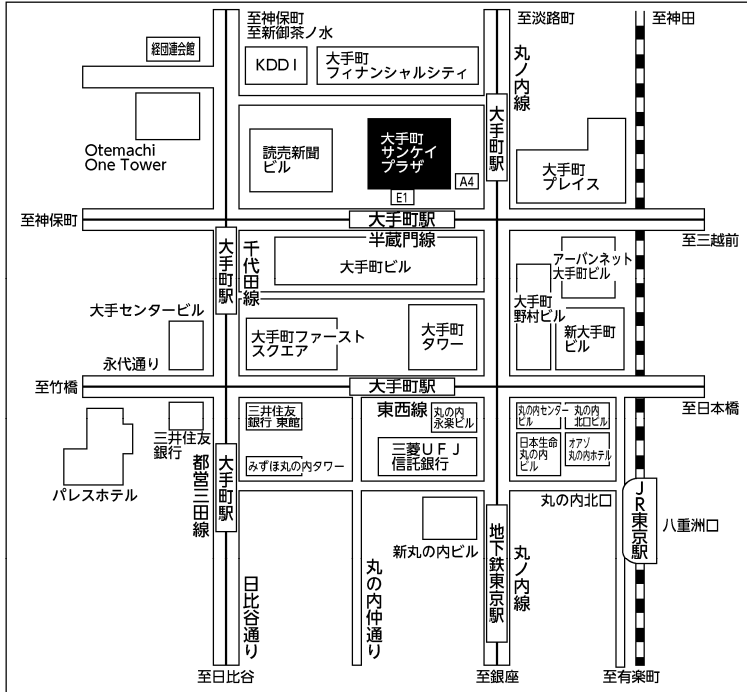 至神保町
至新御茶ノ水
至淡路町
至神田
経団連会館
KDDI
大手町
フィナンシャルシティ
丸ノ内線
大手町駅
Otemachi
One Tower
読売新聞
ビル
大手町
サンケイ
プラザ
A4
E1
大手町
プレイス
至神保町
大手町駅
半蔵門線
至三越前
大手町駅
千代田線
大手町ビル
アーバンネット
大手町ビル
大手町
野村ビル
新大手町
ビル
大手センタービル
大手町ファースト
スクエア
大手町
タワー
永代通り
至竹橋
大手町駅
東西線
至日本橋
三井住友
銀行
三井住友
銀行 東館
丸の内
永楽ビル
丸の内センター
ビル
丸の内
北口ビル
パレスホテル
都営三田線
大手町駅
みずほ丸の内タワー
三菱UFJ
信託銀行
日本生命
丸の内
ビル
オアゾ
丸の内ホテル
丸の内北口
JR東京駅
八重洲口
新丸の内ビル
地下鉄東京駅
丸ノ内線
日比谷通り
丸の内仲通り
至日比谷
至銀座
至有楽町